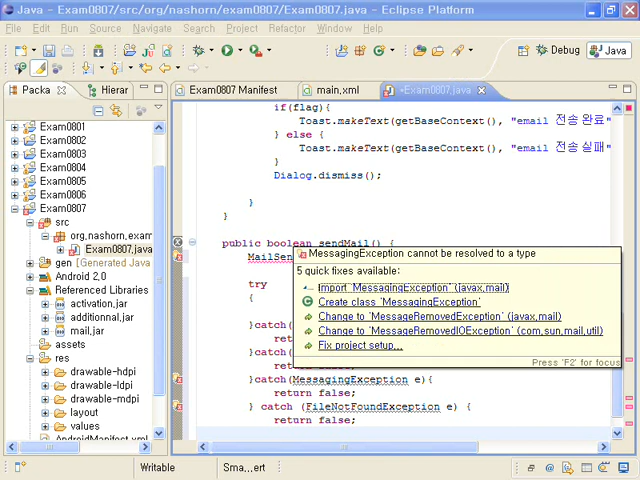 Java - Exam0807/src/org/nashorn/exam0807/Exam0807.java - Eclipse Platform
File Edit Run Source Navigate Search Project Refactor Window Help
Debug Java
Packa Hierar Exam0807 Manifest main,xml *Exam0807,java
Exam0801
Exam0802
Exam0803
Exam0804
Exam0805
Exam0806
Exam0807
src
org,nashorn,exam
Exam0807,java
gen [Generated Java
Android 2,0
Referenced Libraries
activation,jar
additionnal,jar
mail,jar
assets
res
drawable-hdpi
drawable-ldpi
drawable-mdpi
layout
values
AndroidManifest,xml
if(flag){
Toast.makeText(getBaseContext(), "email 전송 완료"
} else {
Toast.makeText(getBaseContext(), "email 전송 실패"
}
Dialog.dismiss();
}
}
public boolean sendMail() {
MailSen
try
{
}catch(
retu
}catch(
retu
}catch(MessagingException e){
return false;
} catch (FileNotFoundException e) {
return false;
MessagingException cannot be resolved to a type
5 quick fixes available:
Import 'MessagingException' (javax,mail)
Create class 'MessagingException'
Change to 'MessageRemovedException' (javax,mail)
Change to 'MessageRemovedIOException' (com,sun,mail,util)
Fix project setup,,,
Press 'F2' for focus
Writable Sma...ert